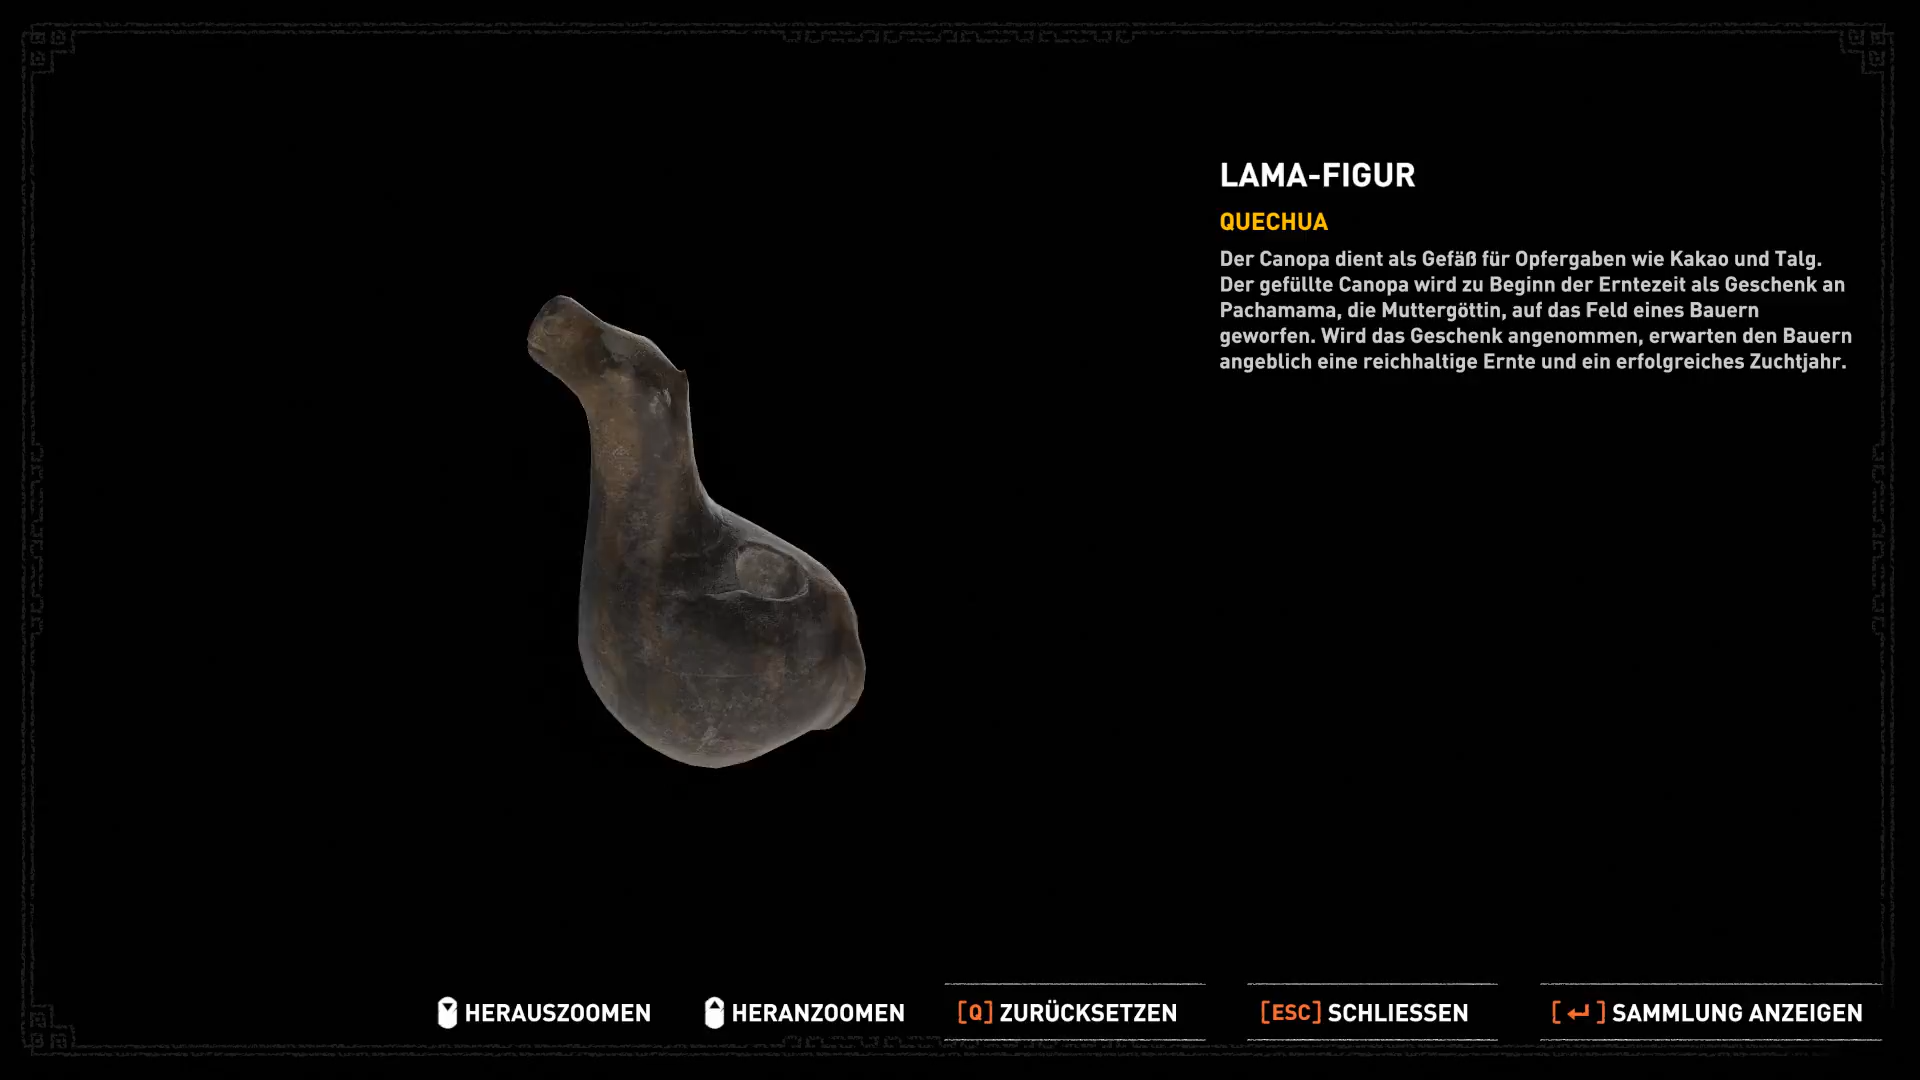 LAMA-FIGUR
QUECHUA
Der Canopa dient als Gefäß für Opfergaben wie Kakao und Talg.
Der gefüllte Canopa wird zu Beginn der Erntezeit als Geschenk an
Pachamama, die Muttergöttin, auf das Feld eines Bauern
geworfen. Wird das Geschenk angenommen, erwarten den Bauern
angeblich eine reichhaltige Ernte und ein erfolgreiches Zuchtjahr.
HERAUSZOOMEN HERANZOOMEN [Q] ZURÜCKSETZEN [ESC] SCHLIESSEN [↵] SAMMLUNG ANZEIGEN